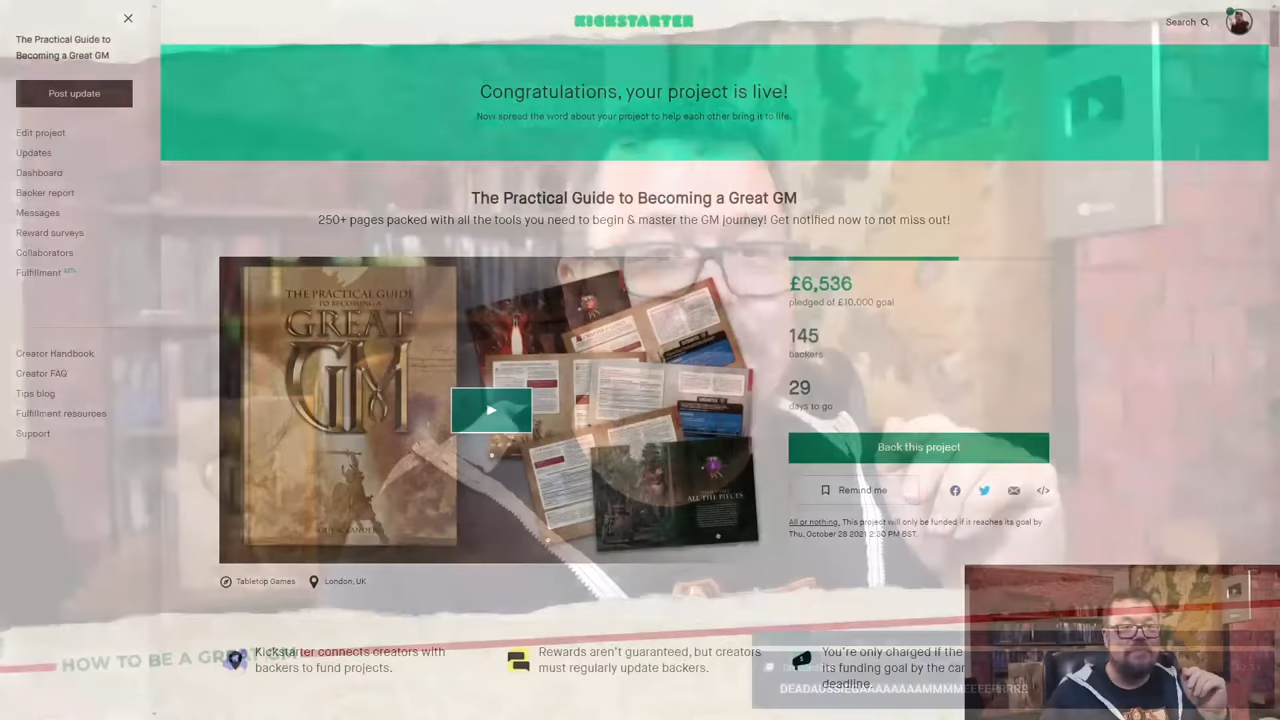 KICKSTARTER
Search
The Practical Guide to
Becoming a Great GM
Post update
Edit project
Updates
Dashboard
Backer report
Messages
Reward surveys
Collaborators
Fulfillment BETA
Creator Handbook
Creator FAQ
Tips blog
Fulfillment resources
Support
Congratulations, your project is live!
Now spread the word about your project to help each other bring it to life.
The Practical Guide to Becoming a Great GM
250+ pages packed with all the tools you need to begin & master the GM journey! Get notified now to not miss out!
THE PRACTICAL GUIDE
TO BECOMING A
GREAT
GM
ALL THE PIECES
£6,536
pledged of £10,000 goal
145
backers
29
days to go
Back this project
Remind me
All or nothing. This project will only be funded if it reaches its goal by
Thu, October 28 2021 2:30 PM BST.
Tabletop Games
London, UK
Kickstarter connects creators with
backers to fund projects.
Rewards aren't guaranteed, but creators
must regularly update backers.
You're only charged if the
its funding goal by the
deadline.
HOW TO BE A GREAT